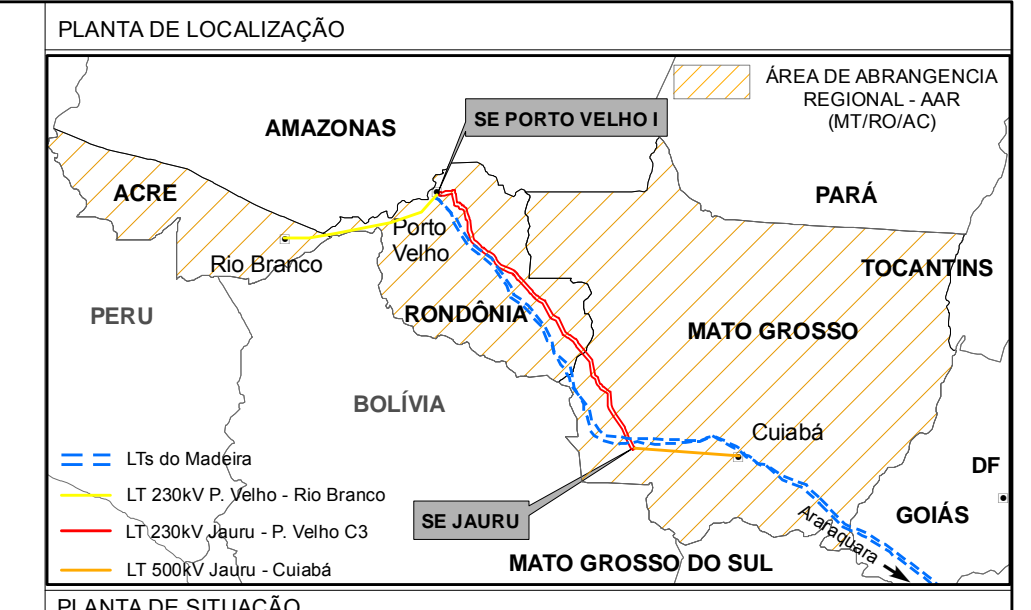 PLANTA DE LOCALIZAÇÃO
ÁREA DE ABRANGENCIA
REGIONAL - AAR
(MT/RO/AC)
SE PORTO VELHO I
AMAZONAS
ACRE
PARÁ
Porto
Velho
Rio Branco
TOCANTINS
PERU
RONDÔNIA
MATO GROSSO
BOLÍVIA
Cuiabá
LTs do Madeira
DF
LT 230kV P. Velho - Rio Branco
SE JAURU
GOIÁS
Araraquara
LT 230kV Jauru - P. Velho C3
LT 500kV Jauru - Cuiabá
MATO GROSSO DO SUL
PLANTA DE SITUAÇÃO